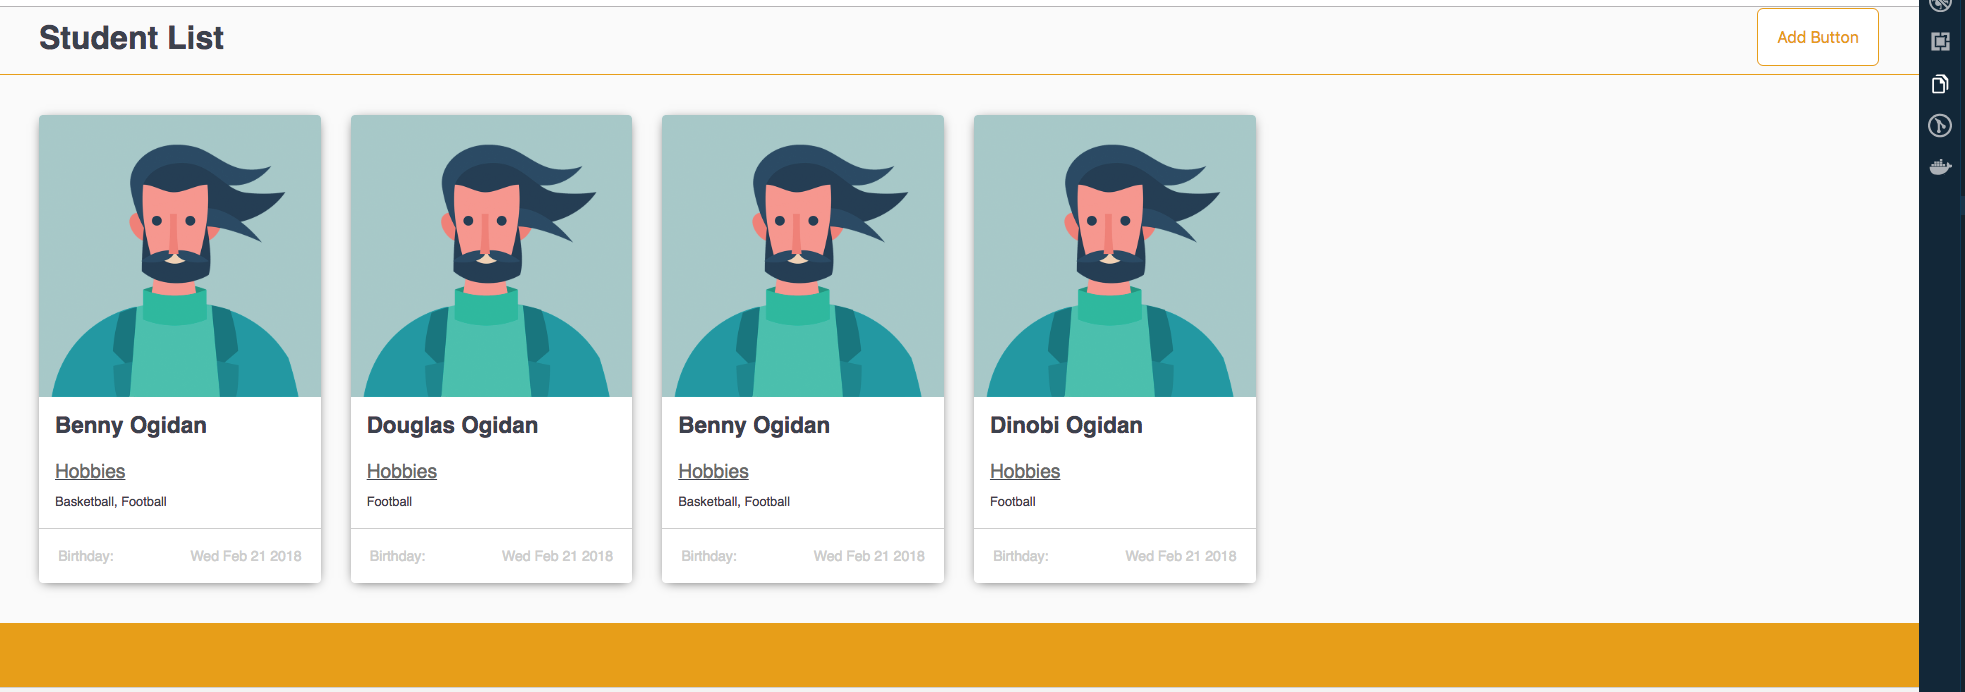 Student List
Add Button
Benny Ogidan
Hobbies
Basketball, Football
Birthday: Wed Feb 21 2018
Douglas Ogidan
Hobbies
Football
Birthday: Wed Feb 21 2018
Benny Ogidan
Hobbies
Basketball, Football
Birthday: Wed Feb 21 2018
Dinobi Ogidan
Hobbies
Football
Birthday: Wed Feb 21 2018